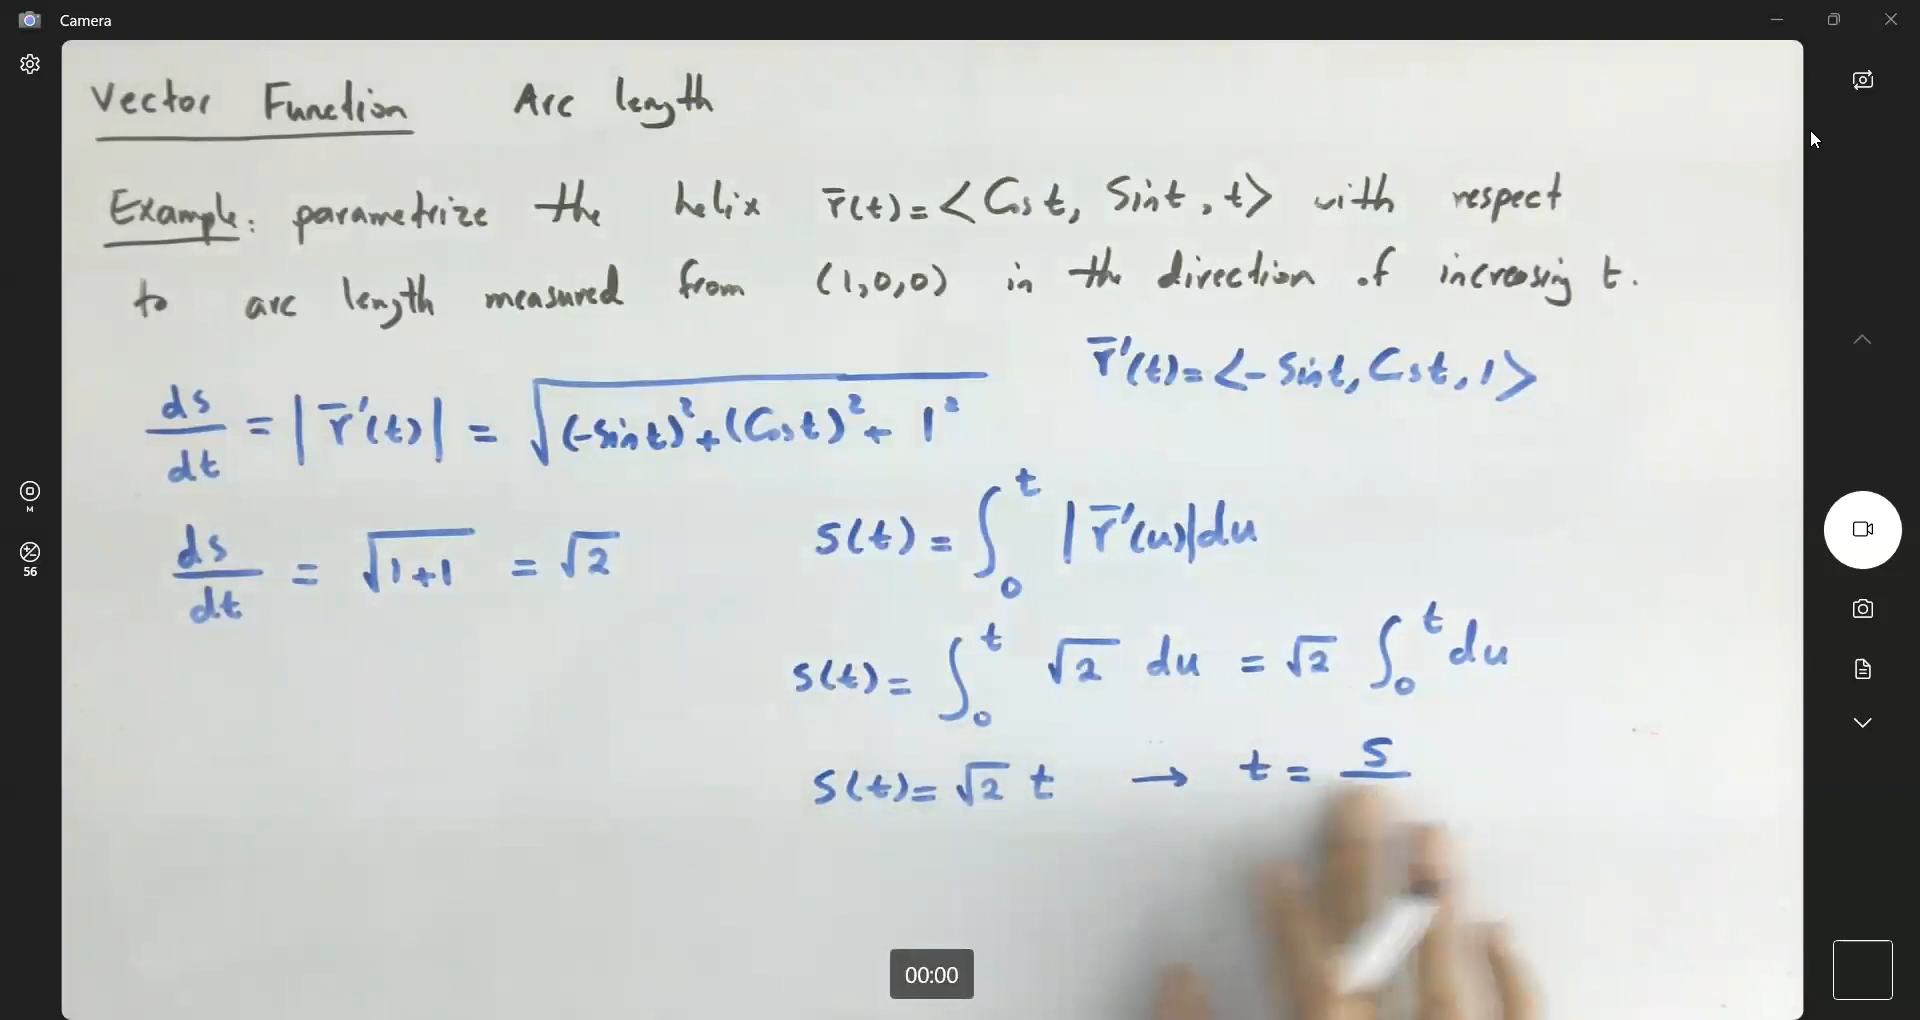 Camera
Vector Function Arc length
Example: parametrize the helix r̄(t) = <Cos t, Sin t, t> with respect
to arc length measured from (1,0,0) in the direction of increasing t.
r̄'(t) = <-Sin t, Cos t, 1>
ds/dt = |r̄'(t)| = √((-Sin t)² + (Cos t)² + 1²)
ds/dt = √(1+1) = √2
s(t) = ∫₀ᵗ |r̄'(u)| du
s(t) = ∫₀ᵗ √2 du = √2 ∫₀ᵗ du
s(t) = √2 t → t = s/
M
56
00:00